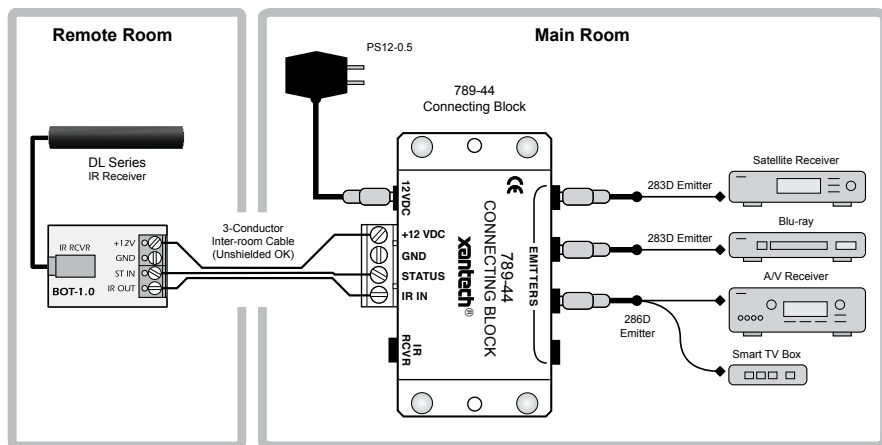 Remote Room
DL Series
IR Receiver
IR RCVR
+12V
GND
ST IN
IR OUT
BOT-1.0
3-Conductor
Inter-room Cable
(Unshielded OK)
Main Room
PS12-0.5
789-44
Connecting Block
12VDC
CE
+12 VDC
GND
STATUS
IR IN
IR
RCVR
EMITTERS
789-44
CONNECTING BLOCK
xantech®
283D Emitter
Satellite Receiver
283D Emitter
Blu-ray
286D
Emitter
A/V Receiver
Smart TV Box